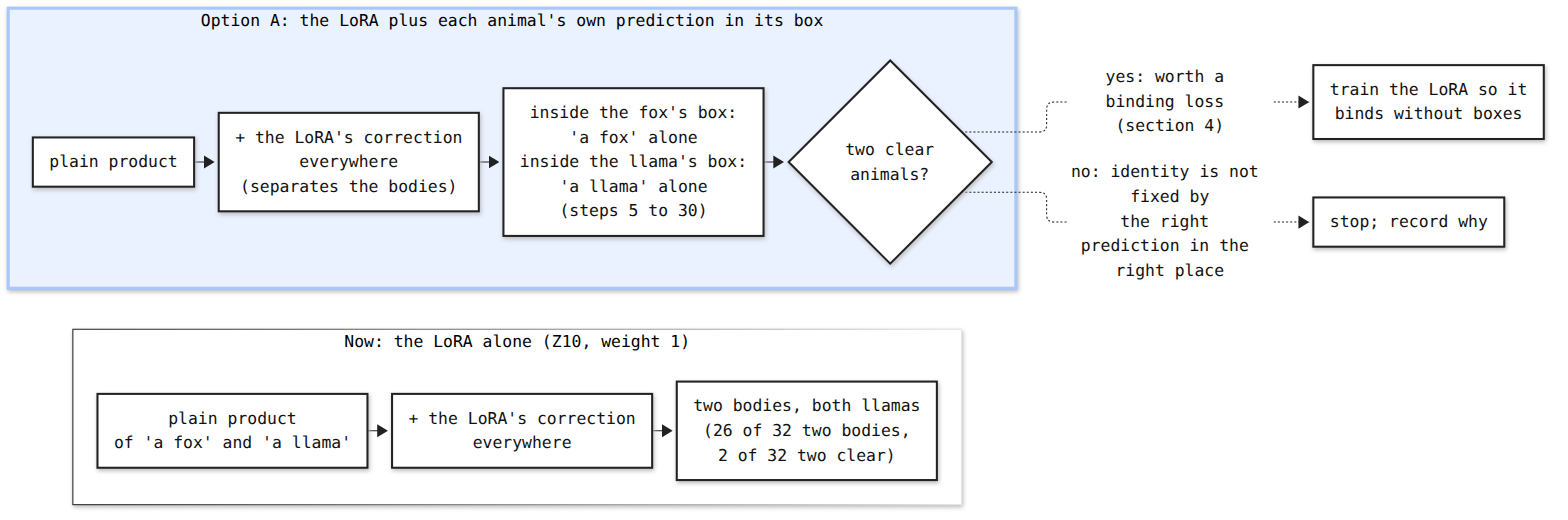 Option A: the LoRA plus each animal's own prediction in its box
plain product
+ the LoRA's correction
everywhere
(separates the bodies)
inside the fox's box:
'a fox' alone
inside the llama's box:
'a llama' alone
(steps 5 to 30)
two clear
animals?
yes: worth a
binding loss
(section 4)
train the LoRA so it
binds without boxes
no: identity is not
fixed by
the right
prediction in the
right place
stop; record why
Now: the LoRA alone (Z10, weight 1)
plain product
of 'a fox' and 'a llama'
+ the LoRA's correction
everywhere
two bodies, both llamas
(26 of 32 two bodies,
2 of 32 two clear)